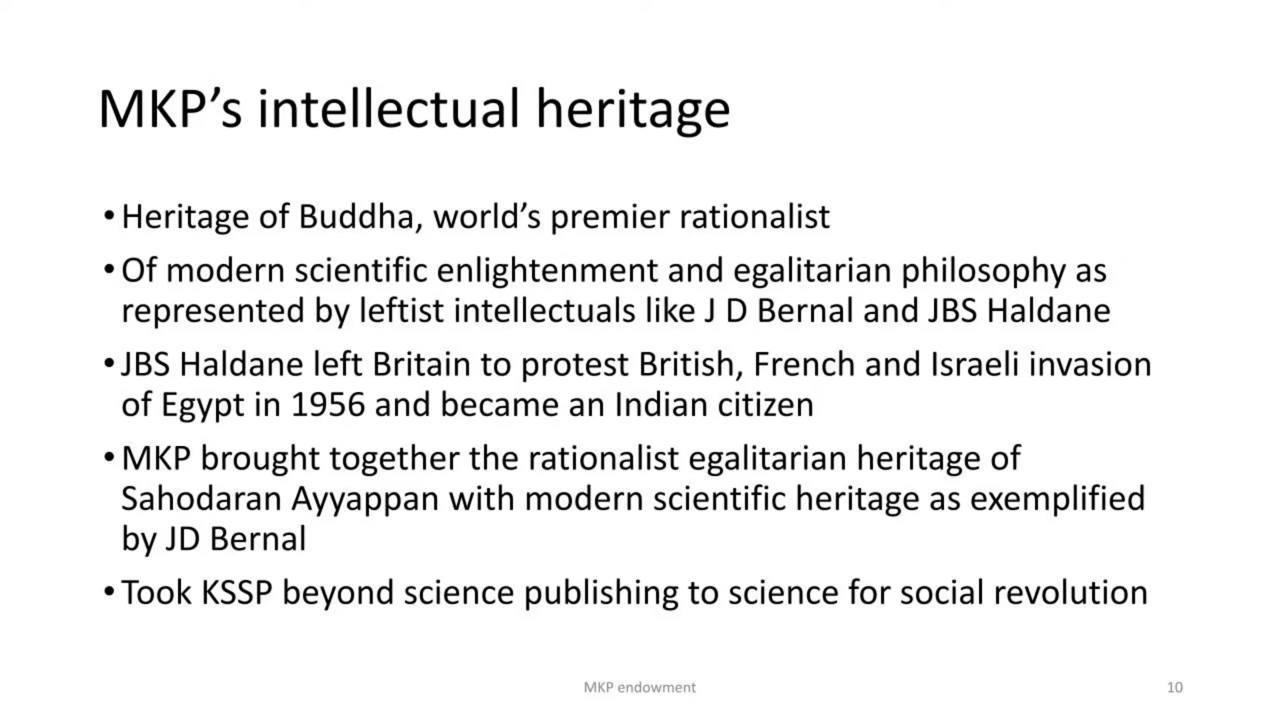 MKP’s intellectual heritage
•Heritage of Buddha, world’s premier rationalist
•Of modern scientific enlightenment and egalitarian philosophy as
represented by leftist intellectuals like J D Bernal and JBS Haldane
•JBS Haldane left Britain to protest British, French and Israeli invasion
of Egypt in 1956 and became an Indian citizen
•MKP brought together the rationalist egalitarian heritage of
Sahodaran Ayyappan with modern scientific heritage as exemplified
by JD Bernal
•Took KSSP beyond science publishing to science for social revolution
MKP endowment
10